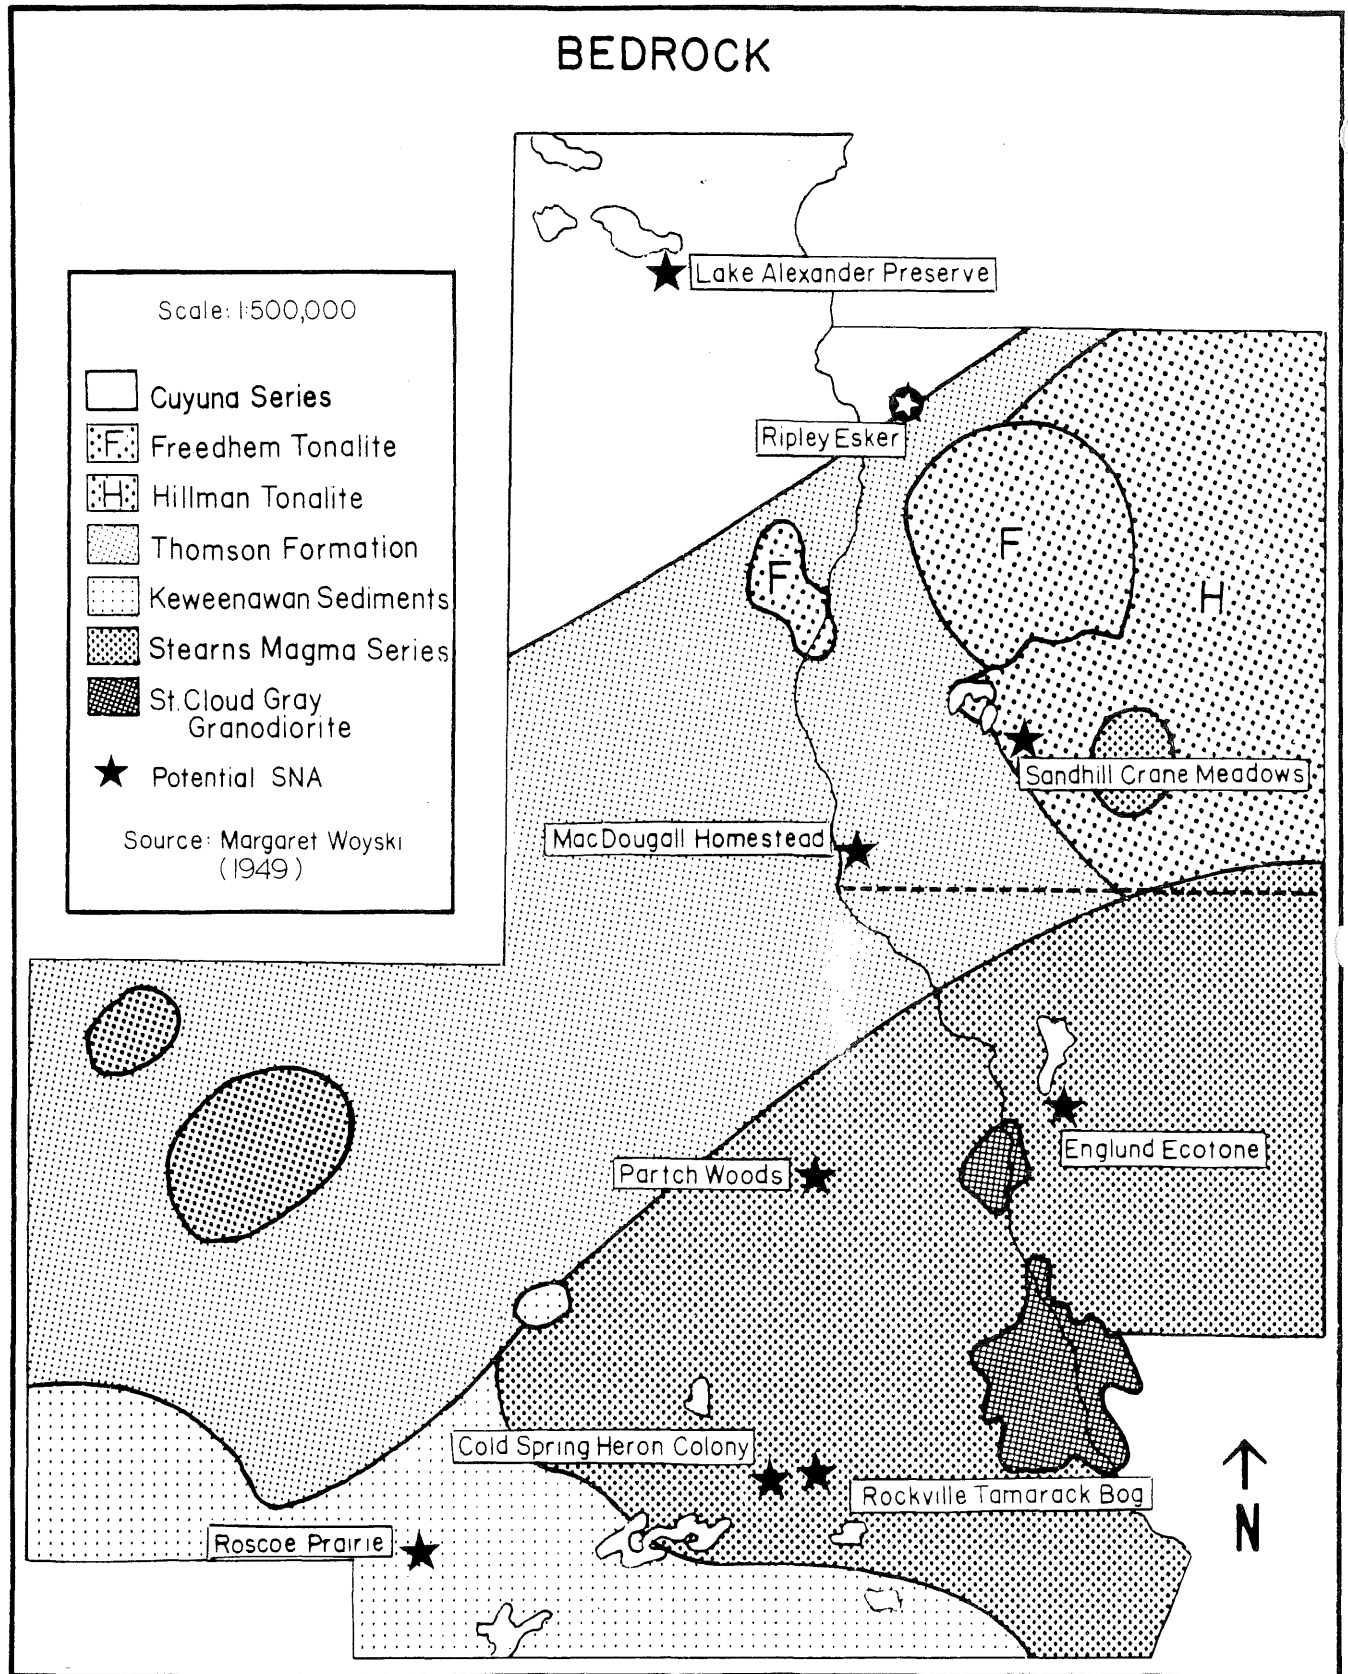 BEDROCK
Lake Alexander Preserve
Scale: 1:500,000
Cuyuna Series
F Freedhem Tonalite
H Hillman Tonalite
Thomson Formation
Keweenawan Sediments
Stearns Magma Series
St. Cloud Gray
Granodiorite
Potential SNA
Source: Margaret Woyski
(1949)
Ripley Esker
F
F
H
Sandhill Crane Meadows
MacDougall Homestead
Englund Ecotone
Partch Woods
Cold Spring Heron Colony
Rockville Tamarack Bog
Roscoe Prairie
N